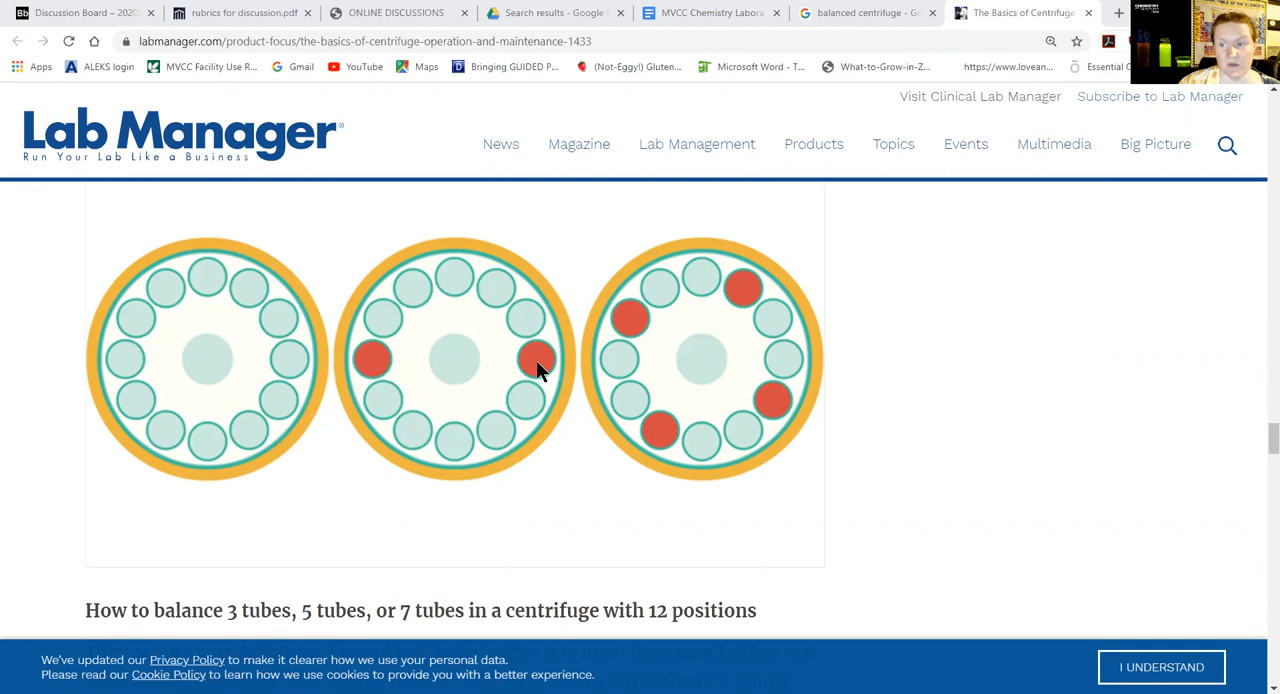 Discussion Board – 2020
rubrics for discussion.pdf
ONLINE DISCUSSIONS
Search results - Google
MVCC Chemistry Labora
balanced centrifuge - Go
The Basics of Centrifuge
labmanager.com/product-focus/the-basics-of-centrifuge-operation-and-maintenance-1433
Apps
ALEKS login
MVCC Facility Use R...
Gmail
YouTube
Maps
Bringing GUIDED P...
(Not-Eggy!) Gluten...
Microsoft Word - T...
What-to-Grow-in-Z...
https://www.lovean...
Essential
Visit Clinical Lab Manager
Subscribe to Lab Manager
Lab Manager®
Run Your Lab Like a Business
News
Magazine
Lab Management
Products
Topics
Events
Multimedia
Big Picture
How to balance 3 tubes, 5 tubes, or 7 tubes in a centrifuge with 12 positions
We've updated our Privacy Policy to make it clearer how we use your personal data.
Please read our Cookie Policy to learn how we use cookies to provide you with a better experience.
I UNDERSTAND